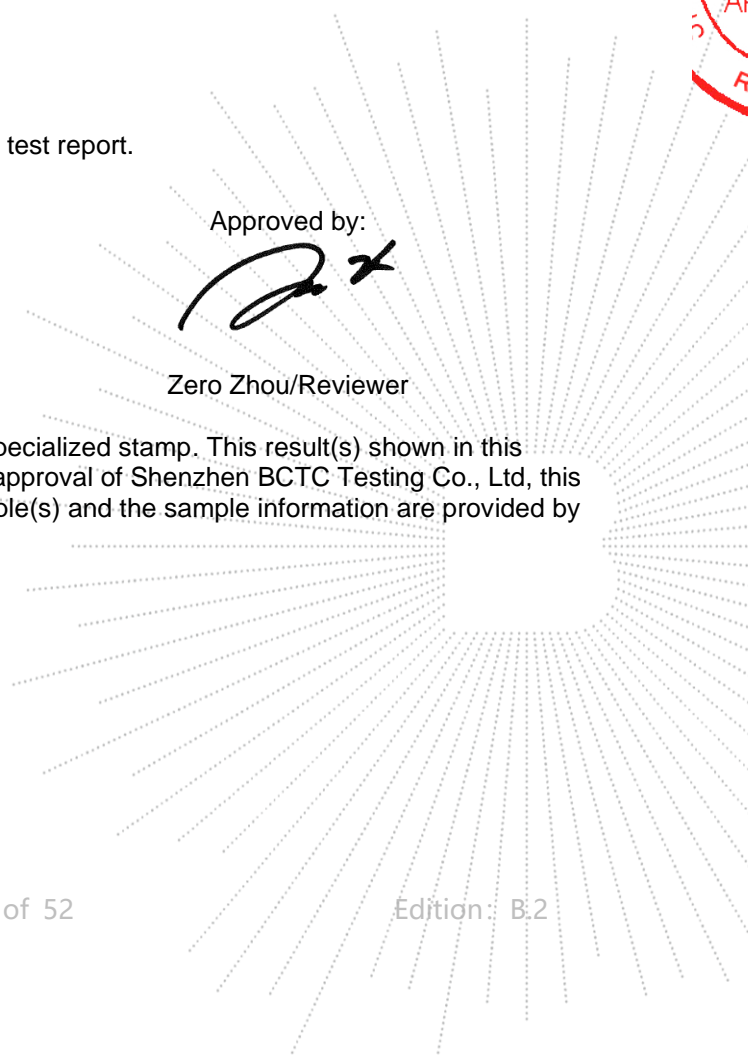 test report.
Approved by:
Zero Zhou/Reviewer
pecialized stamp. This result(s) shown in this
approval of Shenzhen BCTC Testing Co., Ltd, this
ole(s) and the sample information are provided by
of 52 Edition: B.2